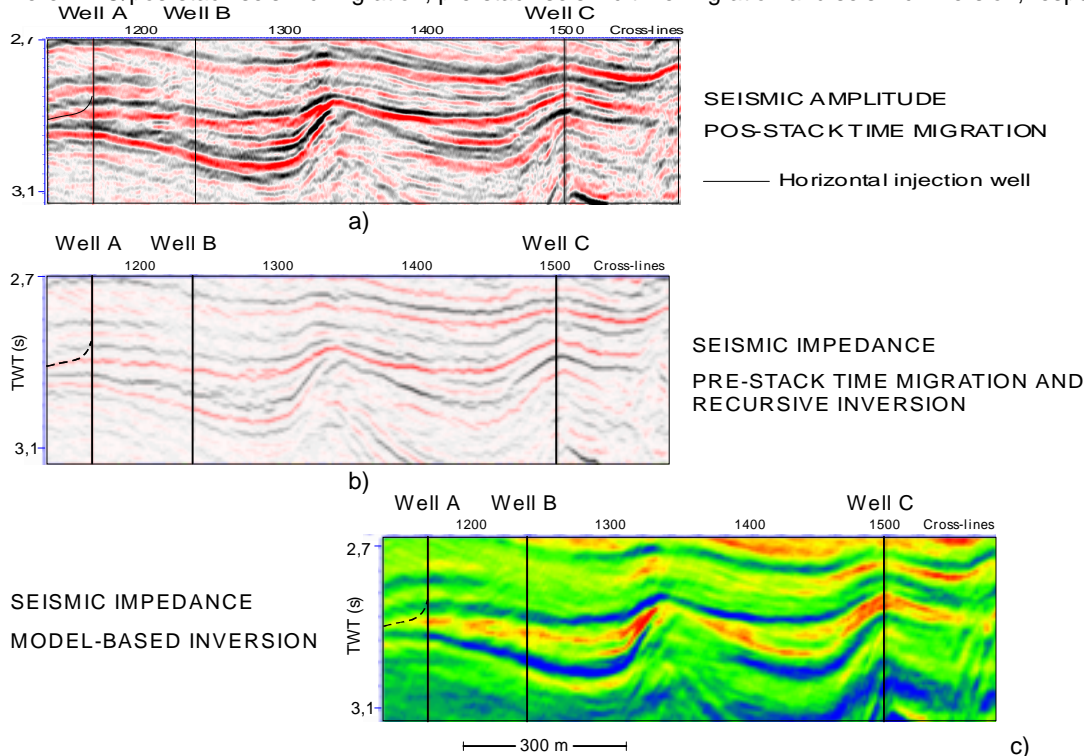 Well A Well B Well C
1200 1300 1400 1500 Cross-lines
2,7
3,1
SEISMIC AMPLITUDE
POS-STACK TIME MIGRATION
Horizontal injection well
a)
Well A Well B Well C
1200 1300 1400 1500 Cross-lines
2,7
TWT (s)
3,1
SEISMIC IMPEDANCE
PRE-STACK TIME MIGRATION AND
RECURSIVE INVERSION
b)
Well A Well B Well C
1200 1300 1400 1500 Cross-lines
2,7
TWT (s)
3,1
SEISMIC IMPEDANCE
MODEL-BASED INVERSION
300 m
c)